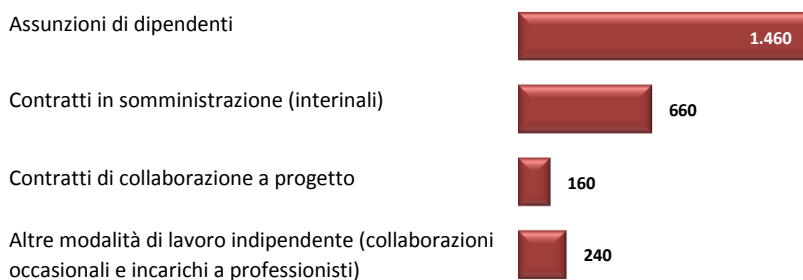 Assunzioni di dipendenti
1.460
Contratti in somministrazione (interinali)
660
Contratti di collaborazione a progetto
160
Altre modalità di lavoro indipendente (collaborazioni
occasionali e incarichi a professionisti)
240